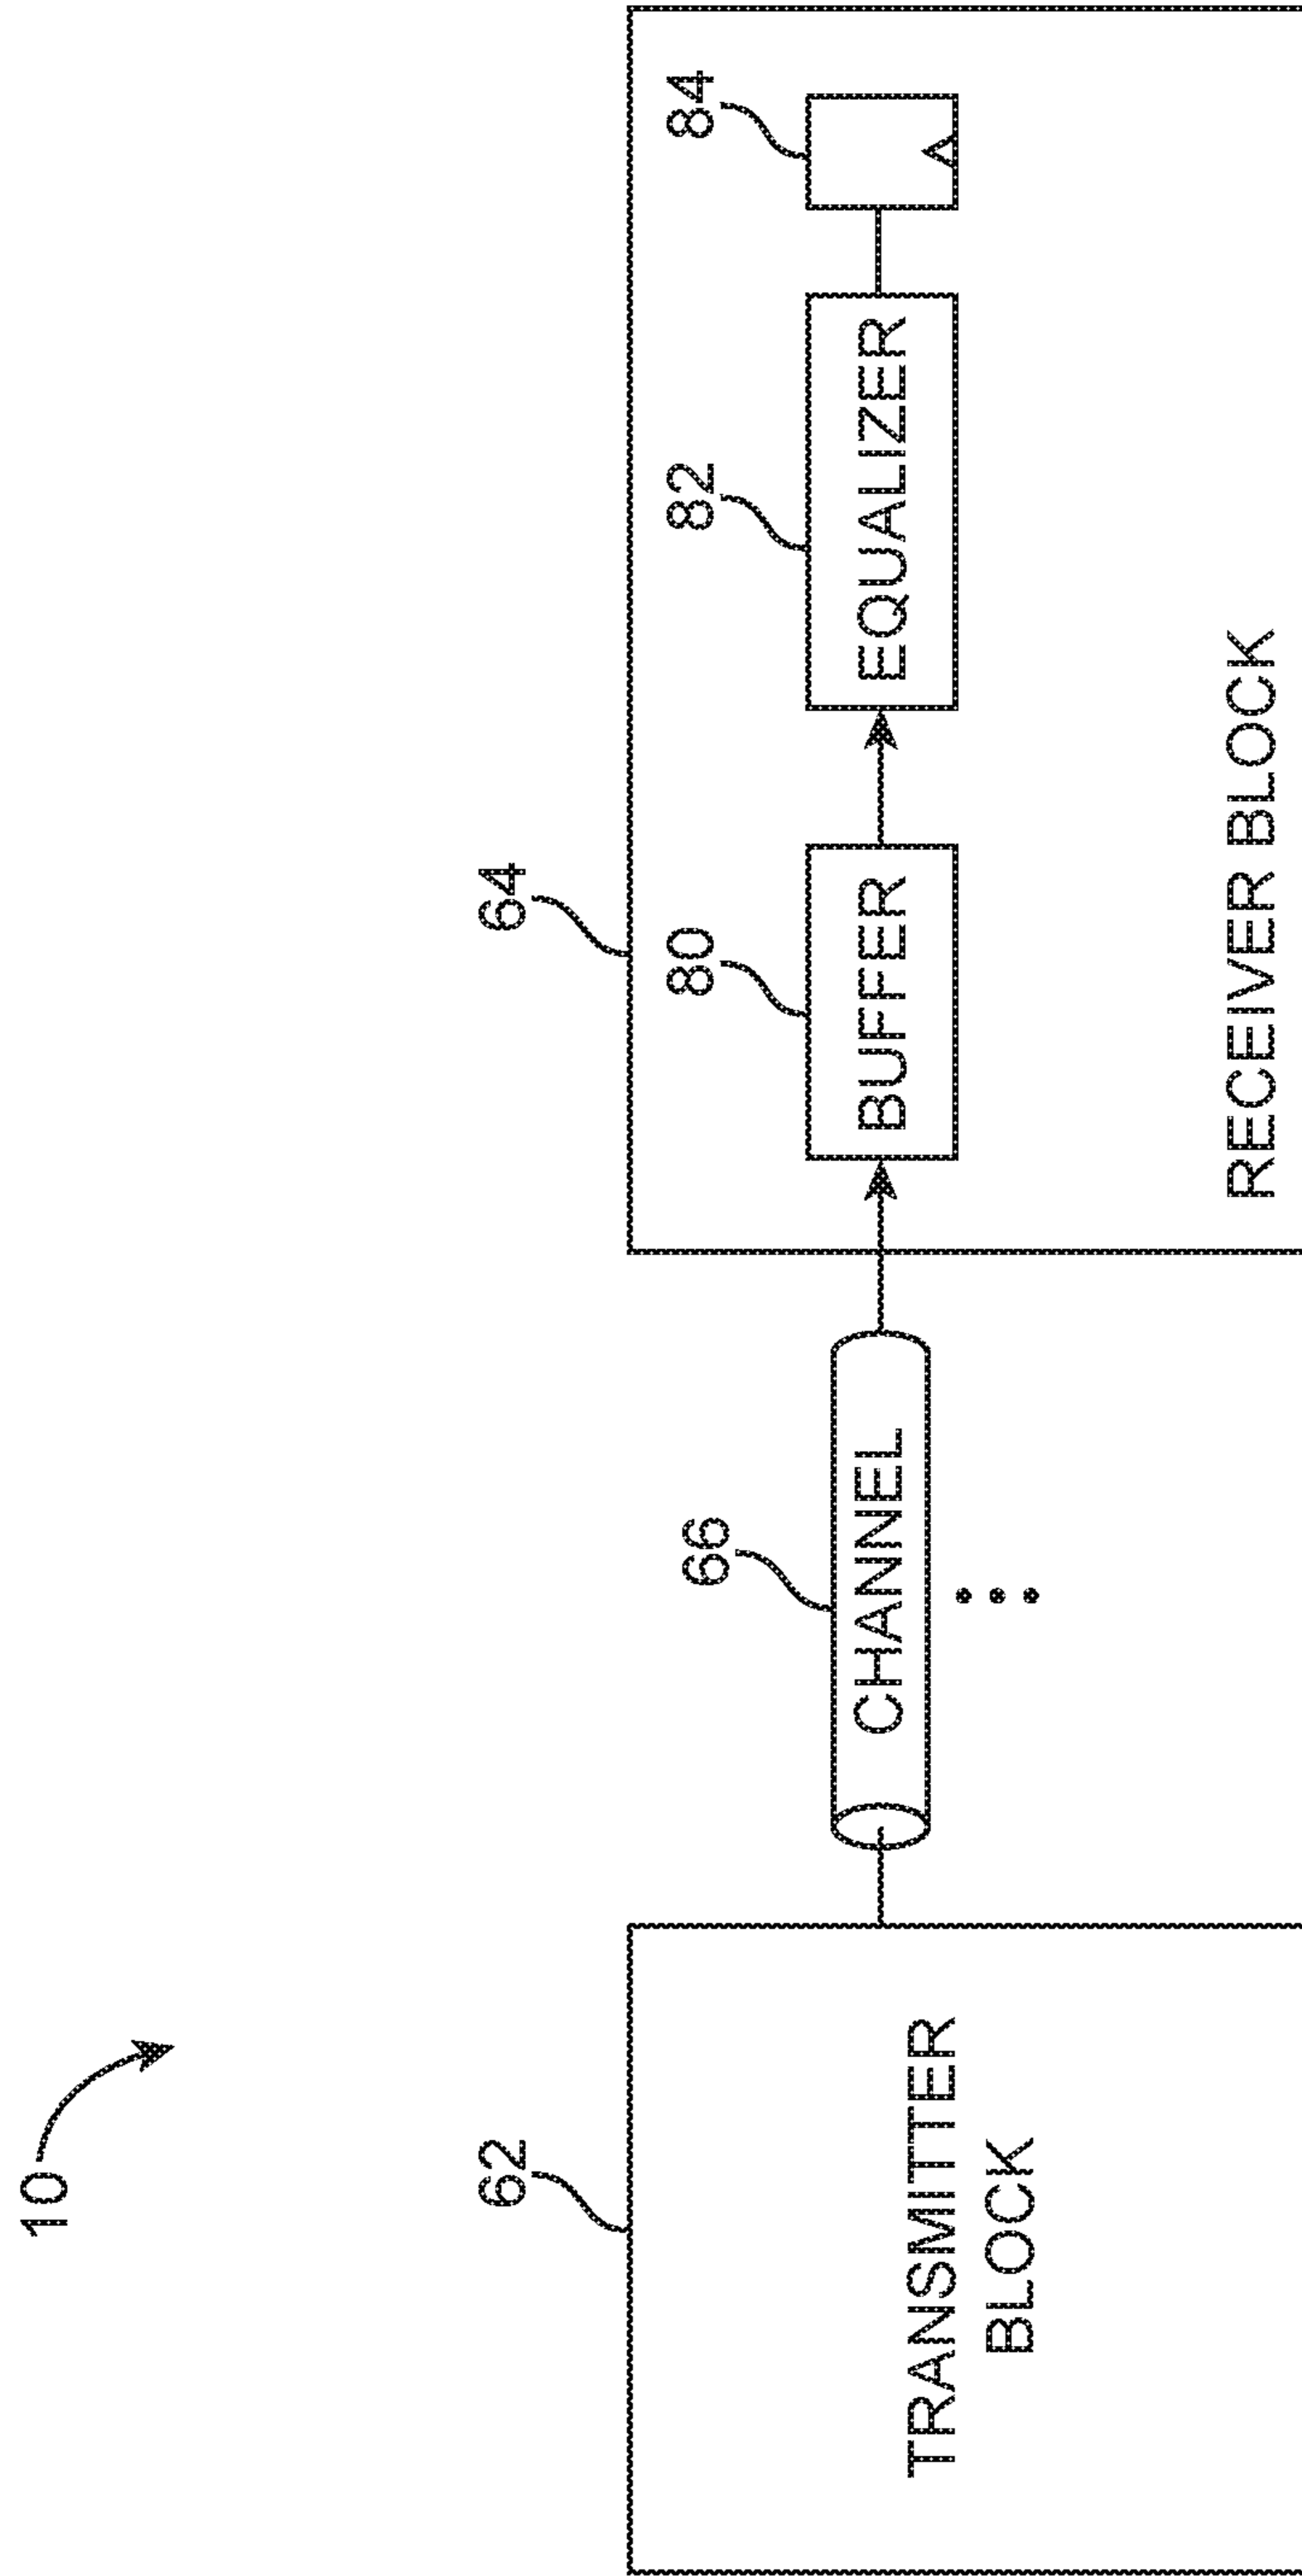 10
62
TRANSMITTER
BLOCK
66
CHANNEL
64
80
BUFFER
82
EQUALIZER
84
RECEIVER BLOCK